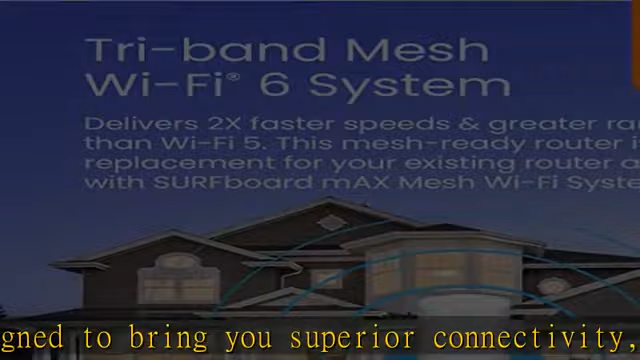 Tri-band Mesh
Wi-Fi® 6 System
Delivers 2X faster speeds & greater ra
than Wi-Fi 5. This mesh-ready router i
replacement for your existing router o
with SURFboard mAX Mesh Wi-Fi Syste
gned to bring you superior connectivity,